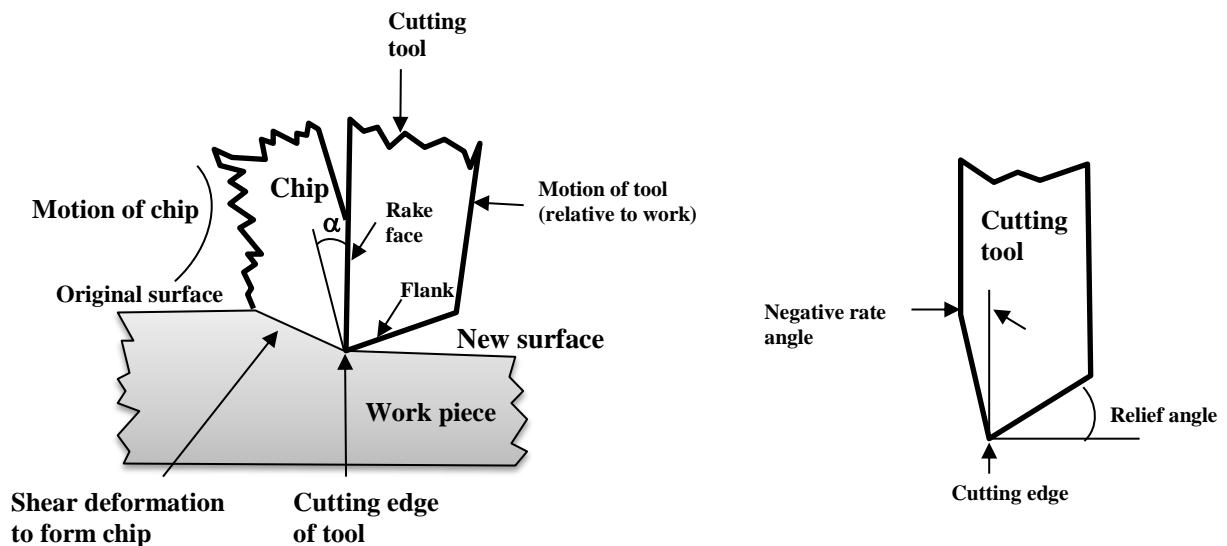 Cutting
tool
Chip
Motion of chip
α
Rake
face
Motion of tool
(relative to work)
Original surface
Flank
New surface
Work piece
Shear deformation
to form chip
Cutting edge
of tool
Cutting
tool
Negative rate
angle
Relief angle
Cutting edge